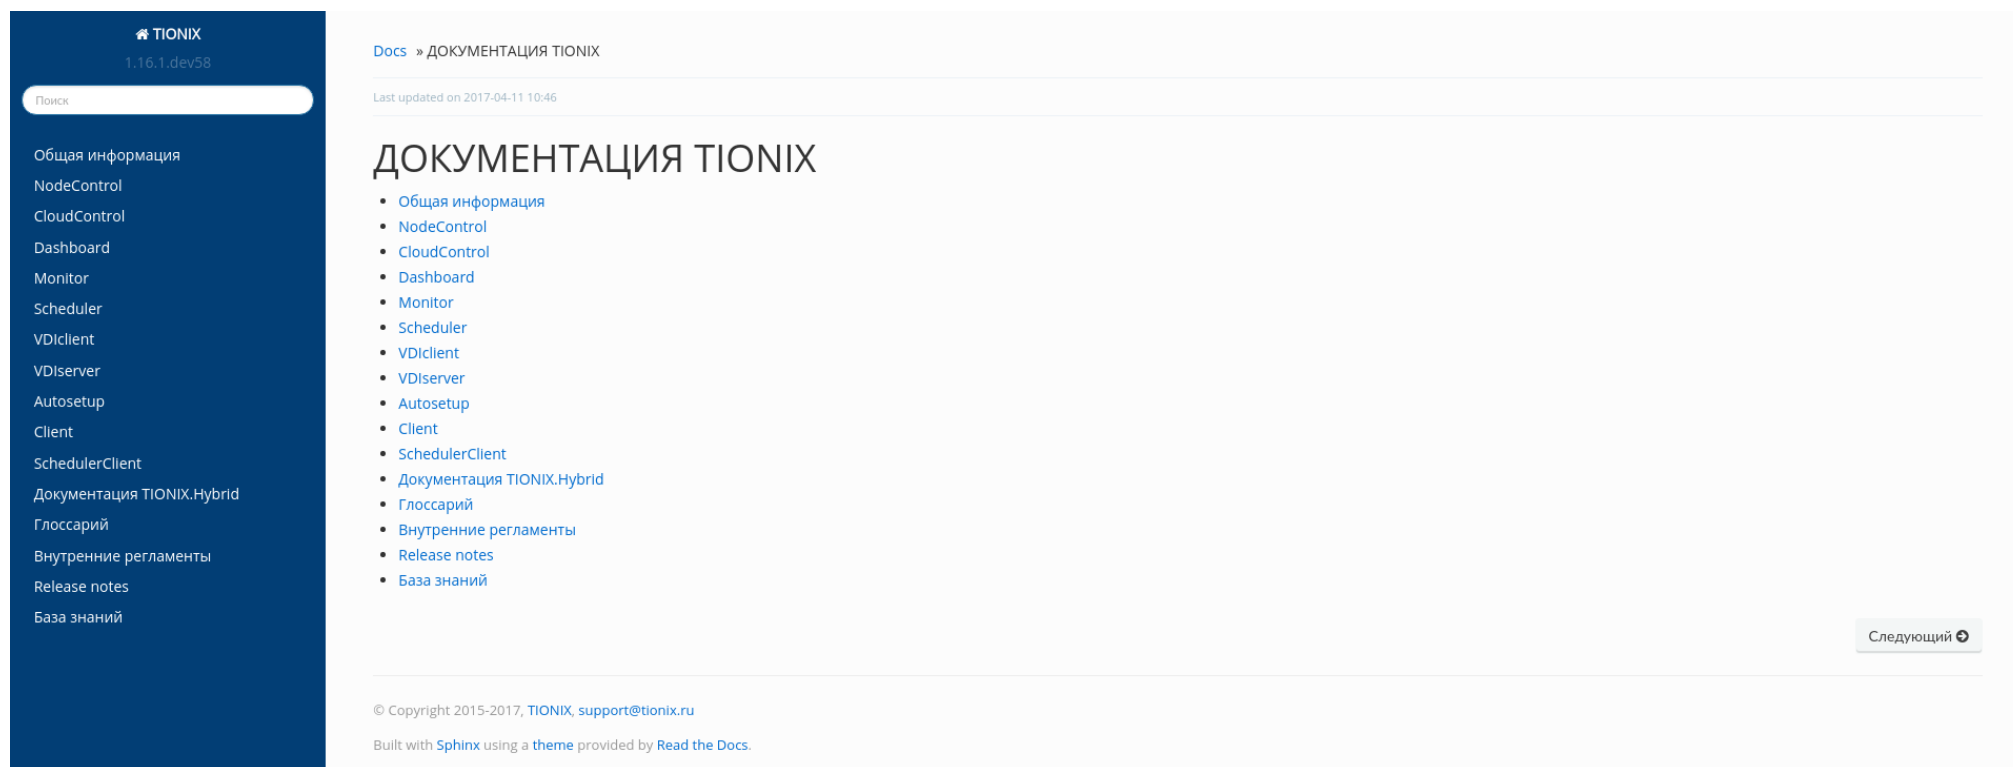 TIONIX
1.16.1.dev58
Поиск
Общая информация
NodeControl
CloudControl
Dashboard
Monitor
Scheduler
VDIclient
VDIserver
Autosetup
Client
SchedulerClient
Документация TIONIX.Hybrid
Глоссарий
Внутренние регламенты
Release notes
База знаний
Docs » ДОКУМЕНТАЦИЯ TIONIX
Last updated on 2017-04-11 10:46
ДОКУМЕНТАЦИЯ TIONIX
Общая информация
NodeControl
CloudControl
Dashboard
Monitor
Scheduler
VDIclient
VDIserver
Autosetup
Client
SchedulerClient
Документация TIONIX.Hybrid
Глоссарий
Внутренние регламенты
Release notes
База знаний
Следующий
© Copyright 2015-2017, TIONIX, support@tionix.ru
Built with Sphinx using a theme provided by Read the Docs.